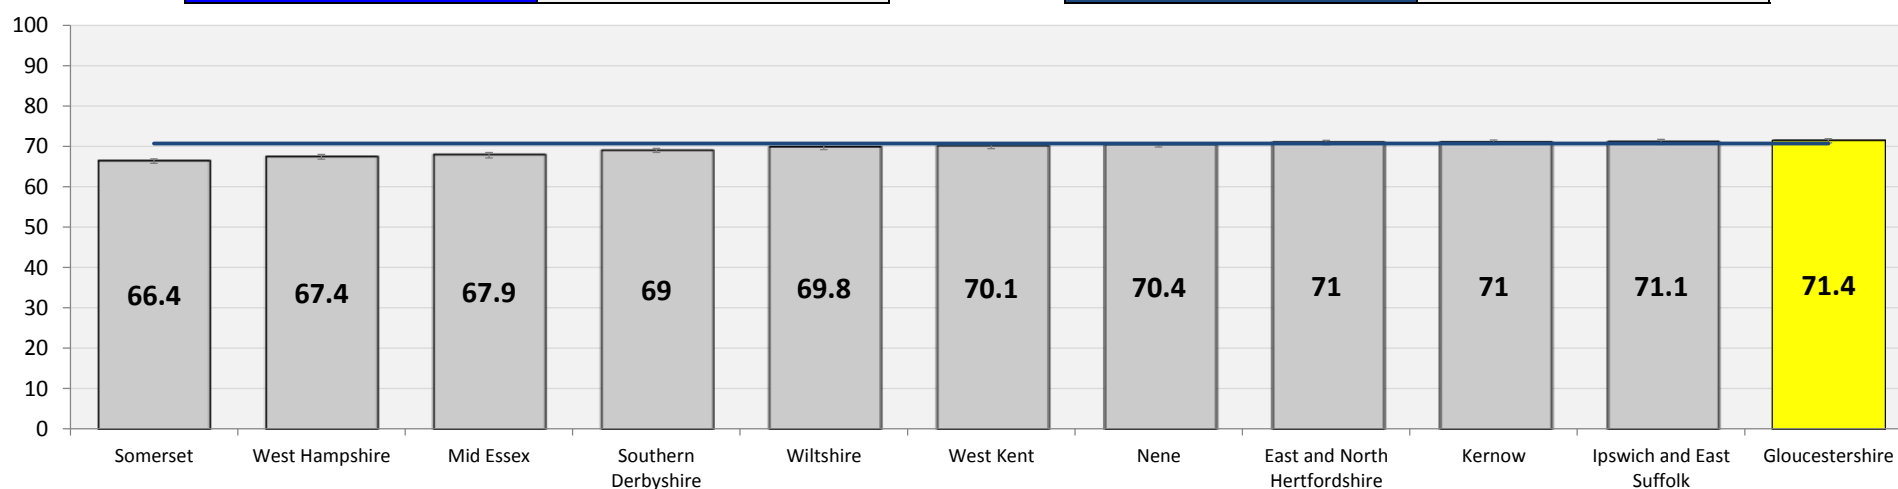 100
90
80
70
60
50
40
30
20
10
0
66.4
67.4
67.9
69
69.8
70.1
70.4
71
71
71.1
71.4
Somerset
West Hampshire
Mid Essex
Southern
Derbyshire
Wiltshire
West Kent
Nene
East and North
Hertfordshire
Kernow
Ipswich and East
Suffolk
Gloucestershire